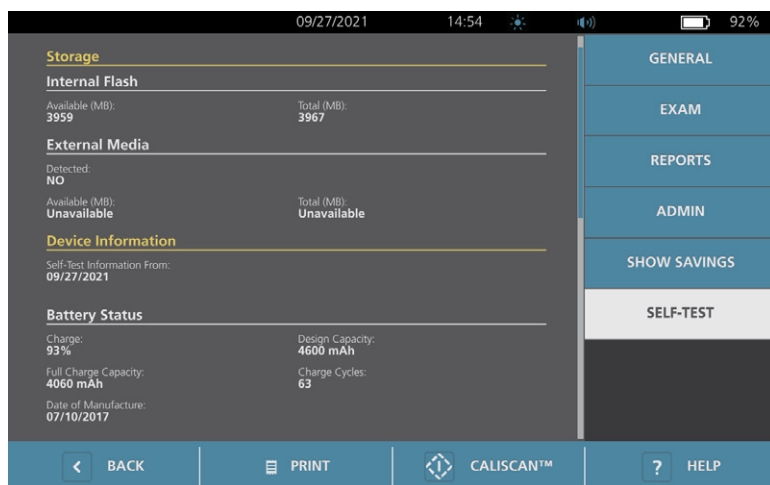 09/27/2021 14:54 92%
Storage
Internal Flash
Available (MB): Total (MB):
3959 3967
External Media
Detected:
NO
Available (MB): Total (MB):
Unavailable Unavailable
Device Information
Self-Test Information From:
09/27/2021
Battery Status
Charge: Design Capacity:
93% 4600 mAh
Full Charge Capacity: Charge Cycles:
4060 mAh 63
Date of Manufacture:
07/10/2017
GENERAL
EXAM
REPORTS
ADMIN
SHOW SAVINGS
SELF-TEST
BACK PRINT CALISCAN™ ? HELP